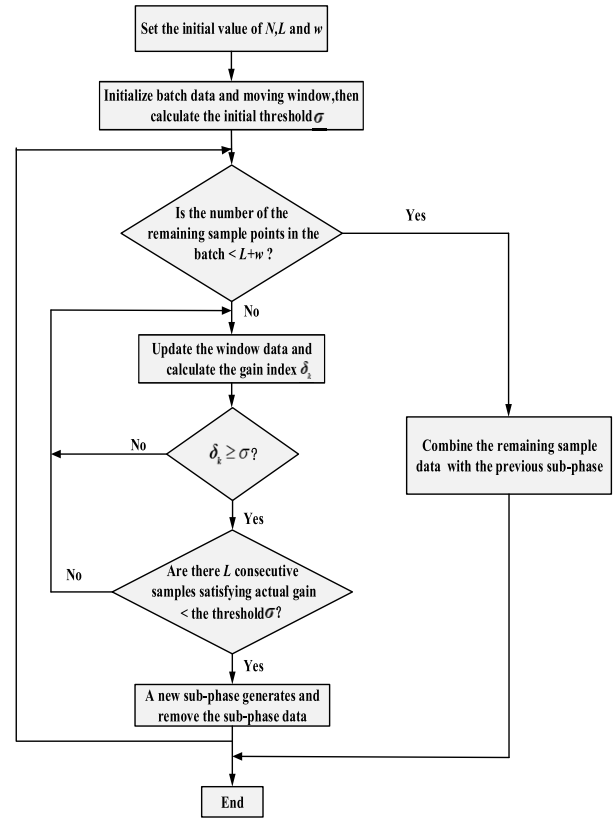 Set the initial value of N,L and w
Initialize batch data and moving window,then
calculate the initial threshold σ
Is the number of the
remaining sample points in the
batch < L+w ?
Yes
No
Update the window data and
calculate the gain index δk
No
δk ≥ σ?
Combine the remaining sample
data with the previous sub-phase
Yes
No
Are there L consecutive
samples satisfying actual gain
< the thresholdσ?
Yes
A new sub-phase generates and
remove the sub-phase data
End